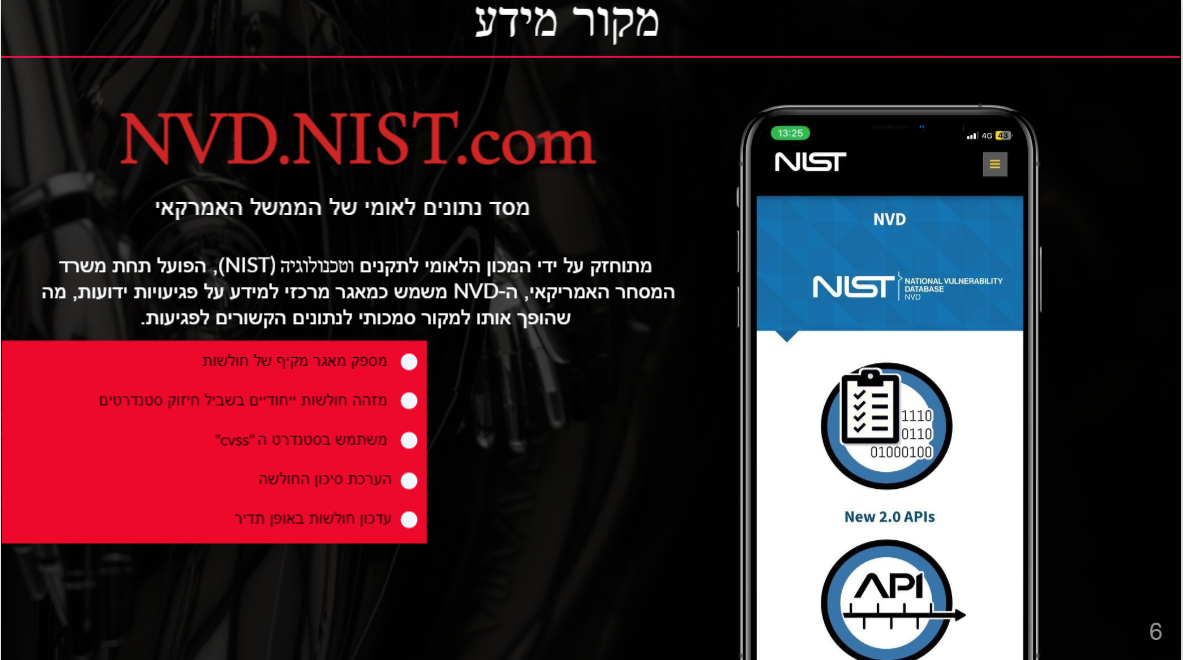 מקור מידע
NVD.NIST.com
מסד נתונים לאומי של הממשל האמרקאי
מתוחזק על ידי המכון הלאומי לתקנים וטכנולוגיה (NIST), הפועל תחת משרד
המסחר האמריקאי, ה-NVD משמש כמאגר מרכזי למידע על פגיעויות ידועות, מה
שהופך אותו למקור סמכותי לנתונים הקשורים לפגיעות.
מספק מאגר מקיף של חולשות
מזהה חולשות ייחודיים בשביל חיזוק סטנדרטים
משתמש בסטנדרט ה "cvss"
הערכת סיכון החולשה
עדכון חולשות באופן תדיר
13:25
4G 43
NIST
NVD
NIST
NATIONAL VULNERABILITY
DATABASE
NVD
1110
0110
01000100
New 2.0 APIs
API
6